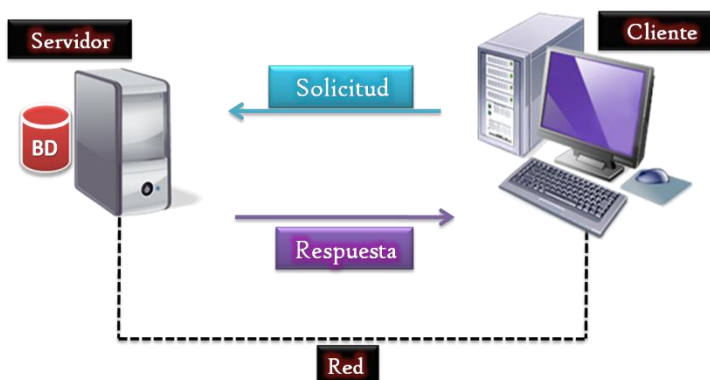 Servidor
Cliente
Solicitud
BD
Respuesta
Red